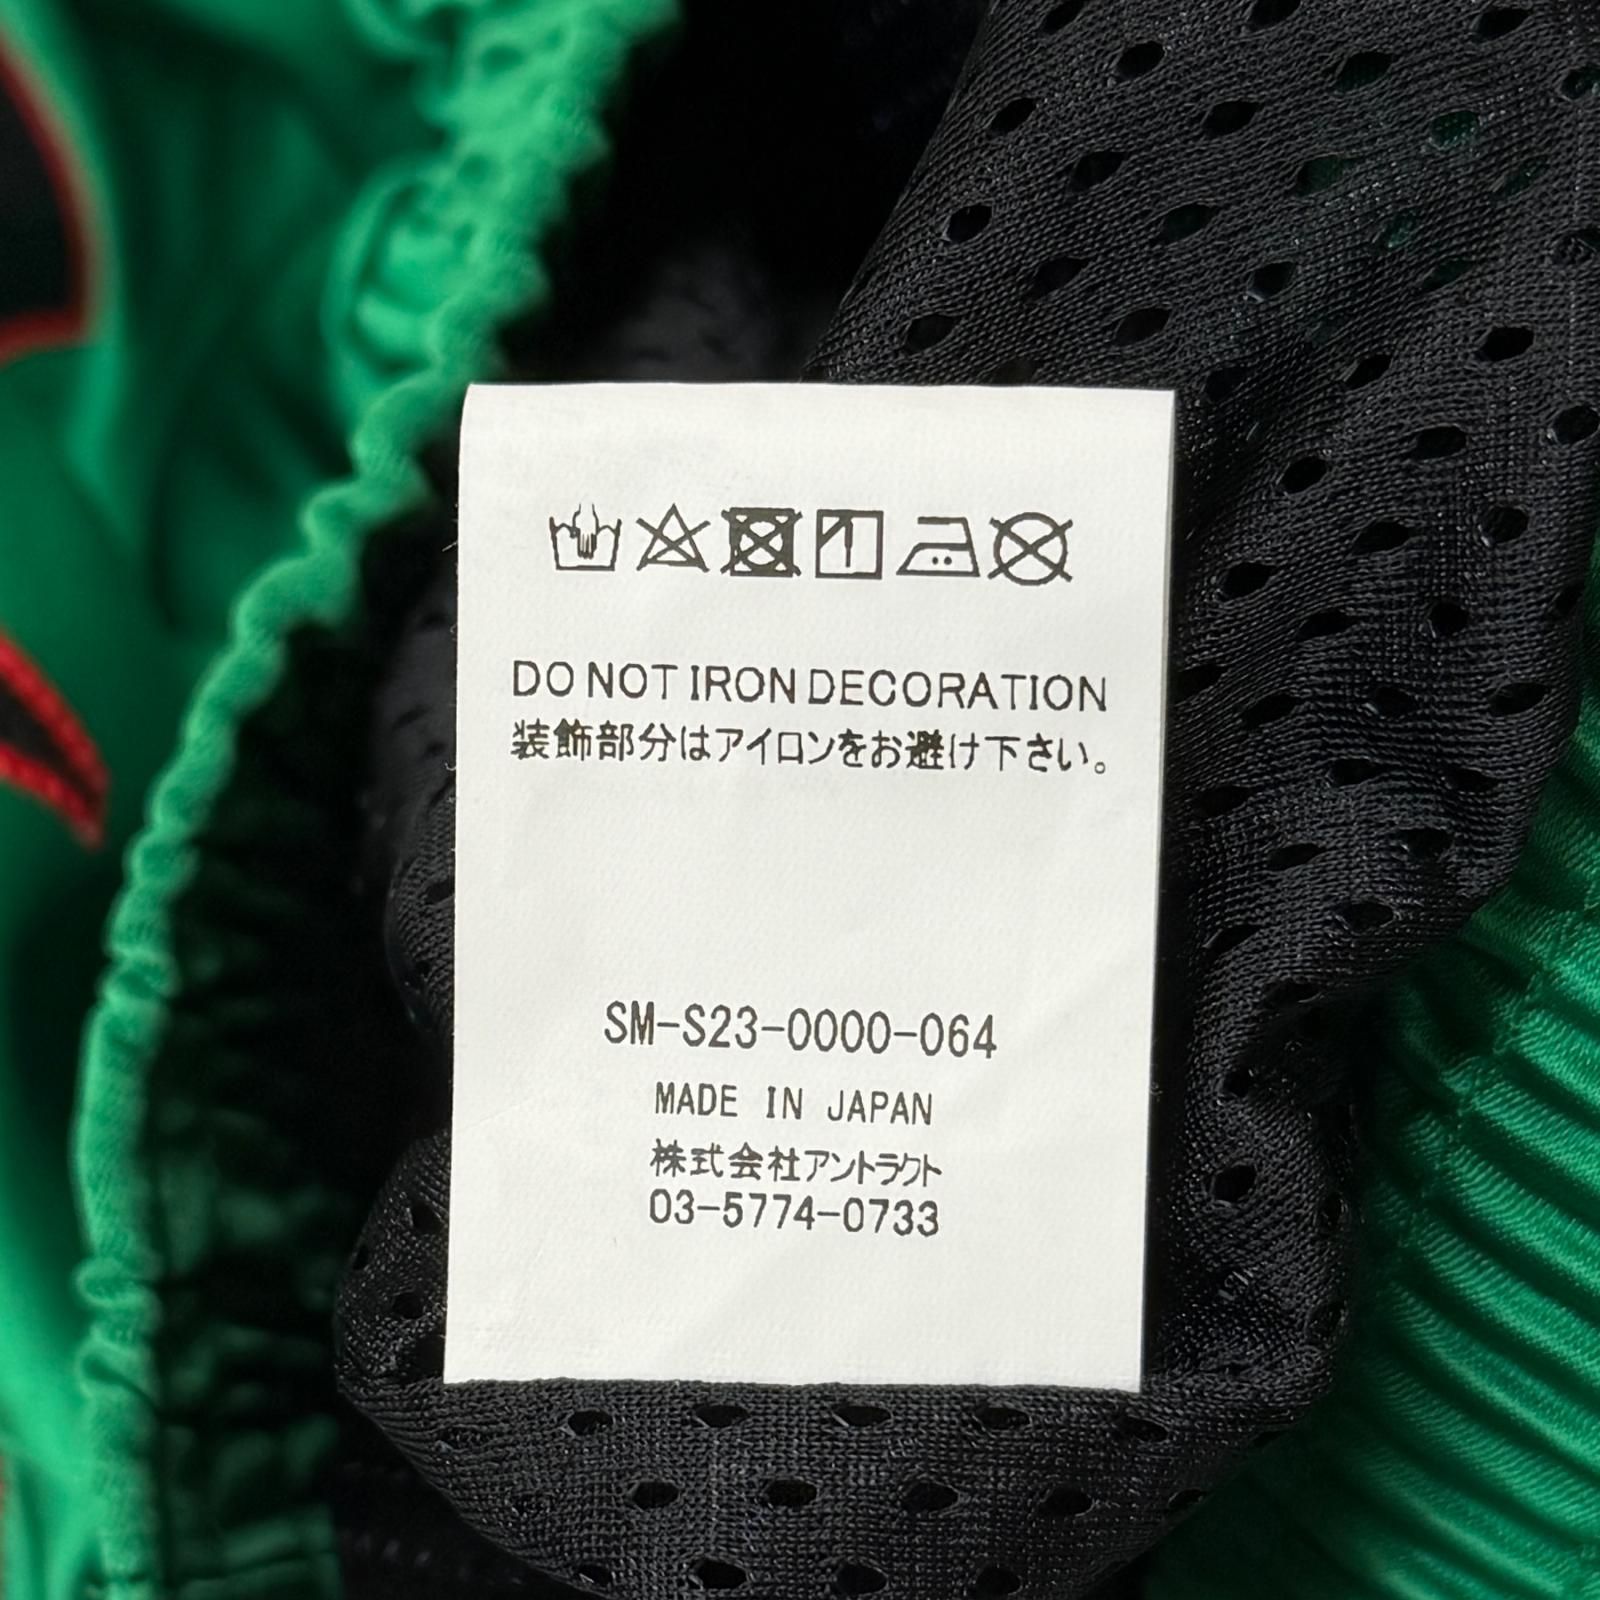 DO NOT IRON DECORATION
装飾部分はアイロンをお避け下さい。
SM-S23-0000-064
MADE IN JAPAN
株式会社アントラクト
03-5774-0733